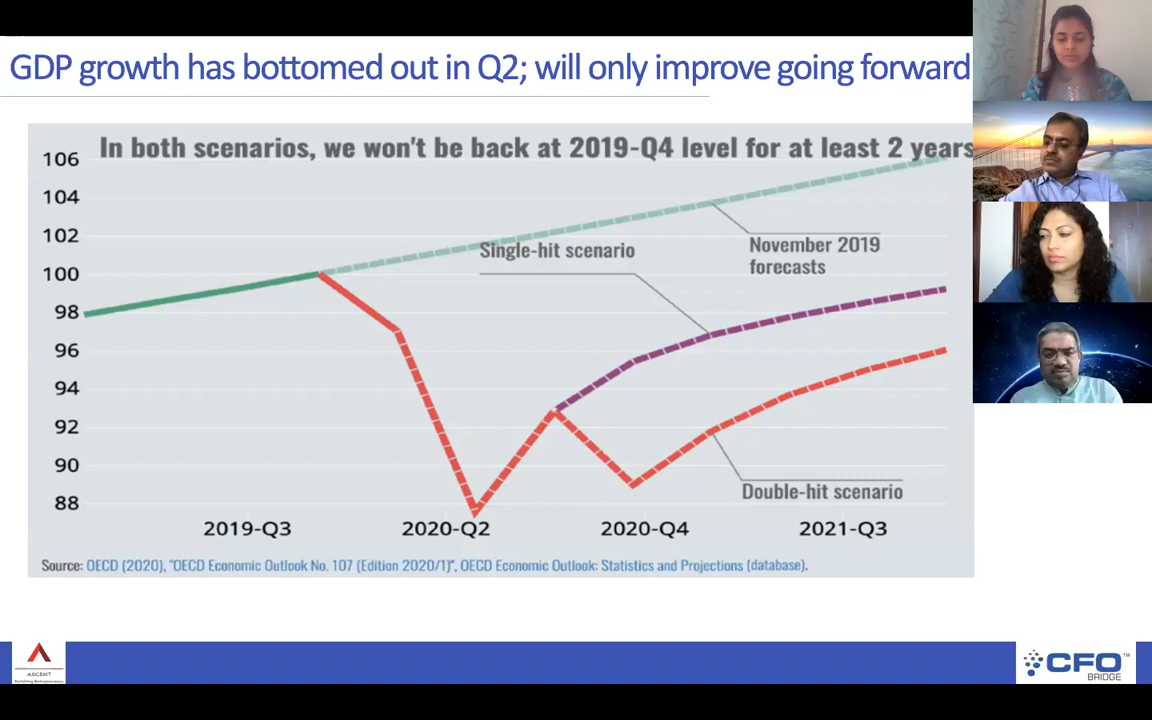 GDP growth has bottomed out in Q2; will only improve going forward
In both scenarios, we won't be back at 2019-Q4 level for at least 2 years
106
104
102
100
98
96
94
92
90
88
November 2019
forecasts
Single-hit scenario
Double-hit scenario
2019-Q3 2020-Q2 2020-Q4 2021-Q3
Source: OECD (2020), "OECD Economic Outlook No. 107 (Edition 2020/1)", OECD Economic Outlook: Statistics and Projections (database).
ASCENT
CFO
BRIDGE
TM